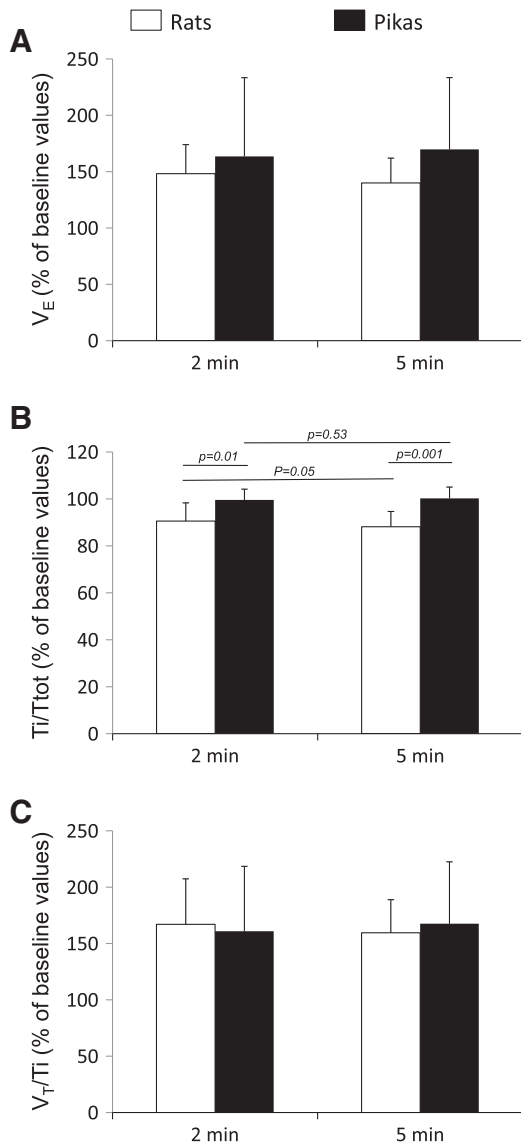 Rats Pikas
A
V_E (% of baseline values)
250
200
150
100
50
0
2 min 5 min
B
Ti/Ttot (% of baseline values)
120
100
80
60
40
20
0
p=0.53
p=0.01
P=0.05
p=0.001
2 min 5 min
C
V_T/Ti (% of baseline values)
250
200
150
100
50
0
2 min 5 min